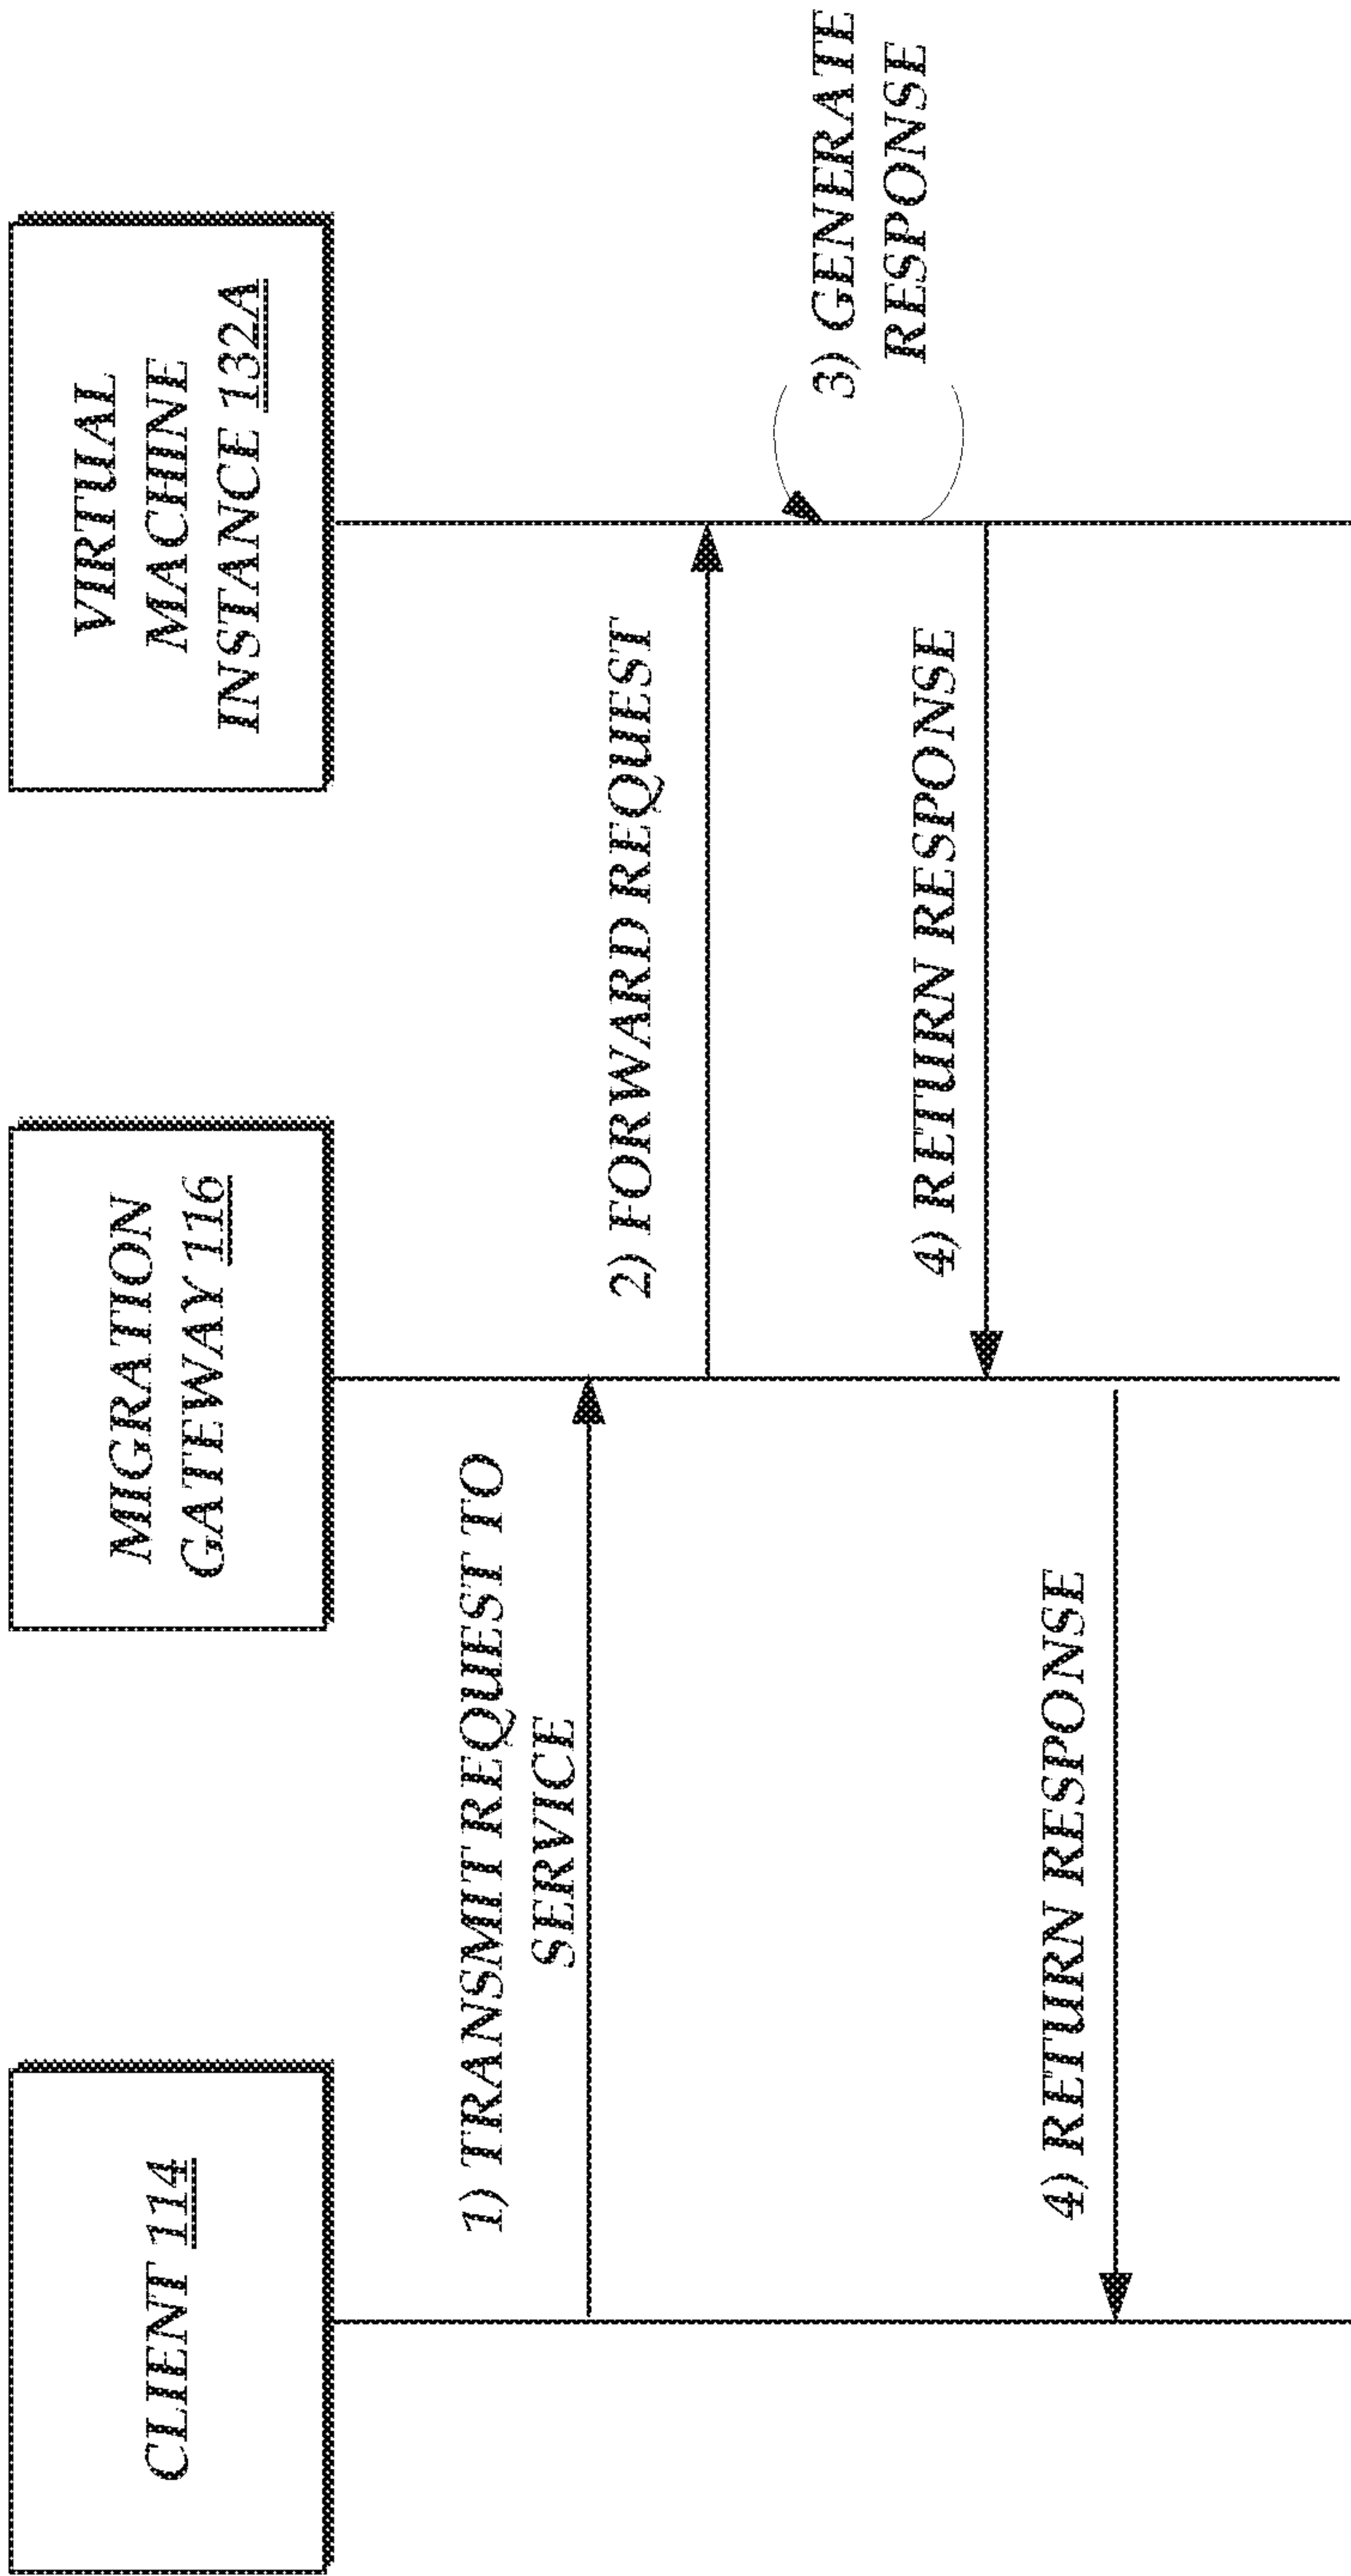 CLIENT 114
MIGRATION
GATEWAY 116
VIRTUAL
MACHINE
INSTANCE 132A
1) TRANSMIT REQUEST TO
SERVICE
2) FORWARD REQUEST
3) GENERATE
RESPONSE
4) RETURN RESPONSE
4) RETURN RESPONSE